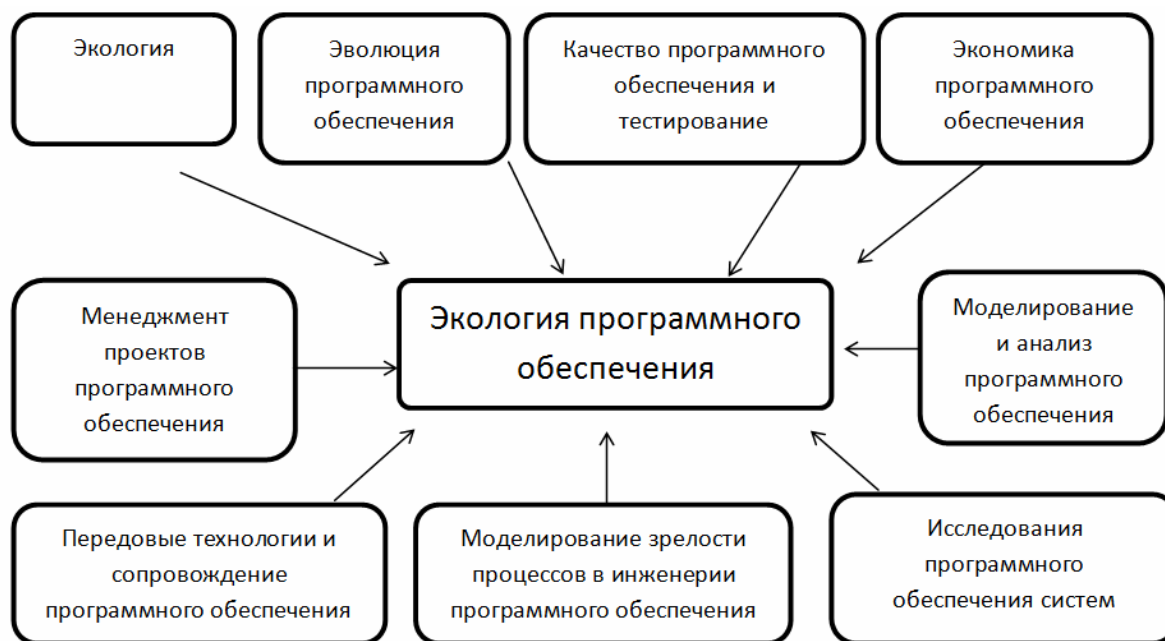 Экология
Эволюция
программного
обеспечения
Качество программного
обеспечения и
тестирование
Экономика
программного
обеспечения
Менеджмент
проектов
программного
обеспечения
Экология программного
обеспечения
Моделирование
и анализ
программного
обеспечения
Передовые технологии и
сопровождение
программного обеспечения
Моделирование зрелости
процессов в инженерии
программного обеспечения
Исследования
программного
обеспечения систем